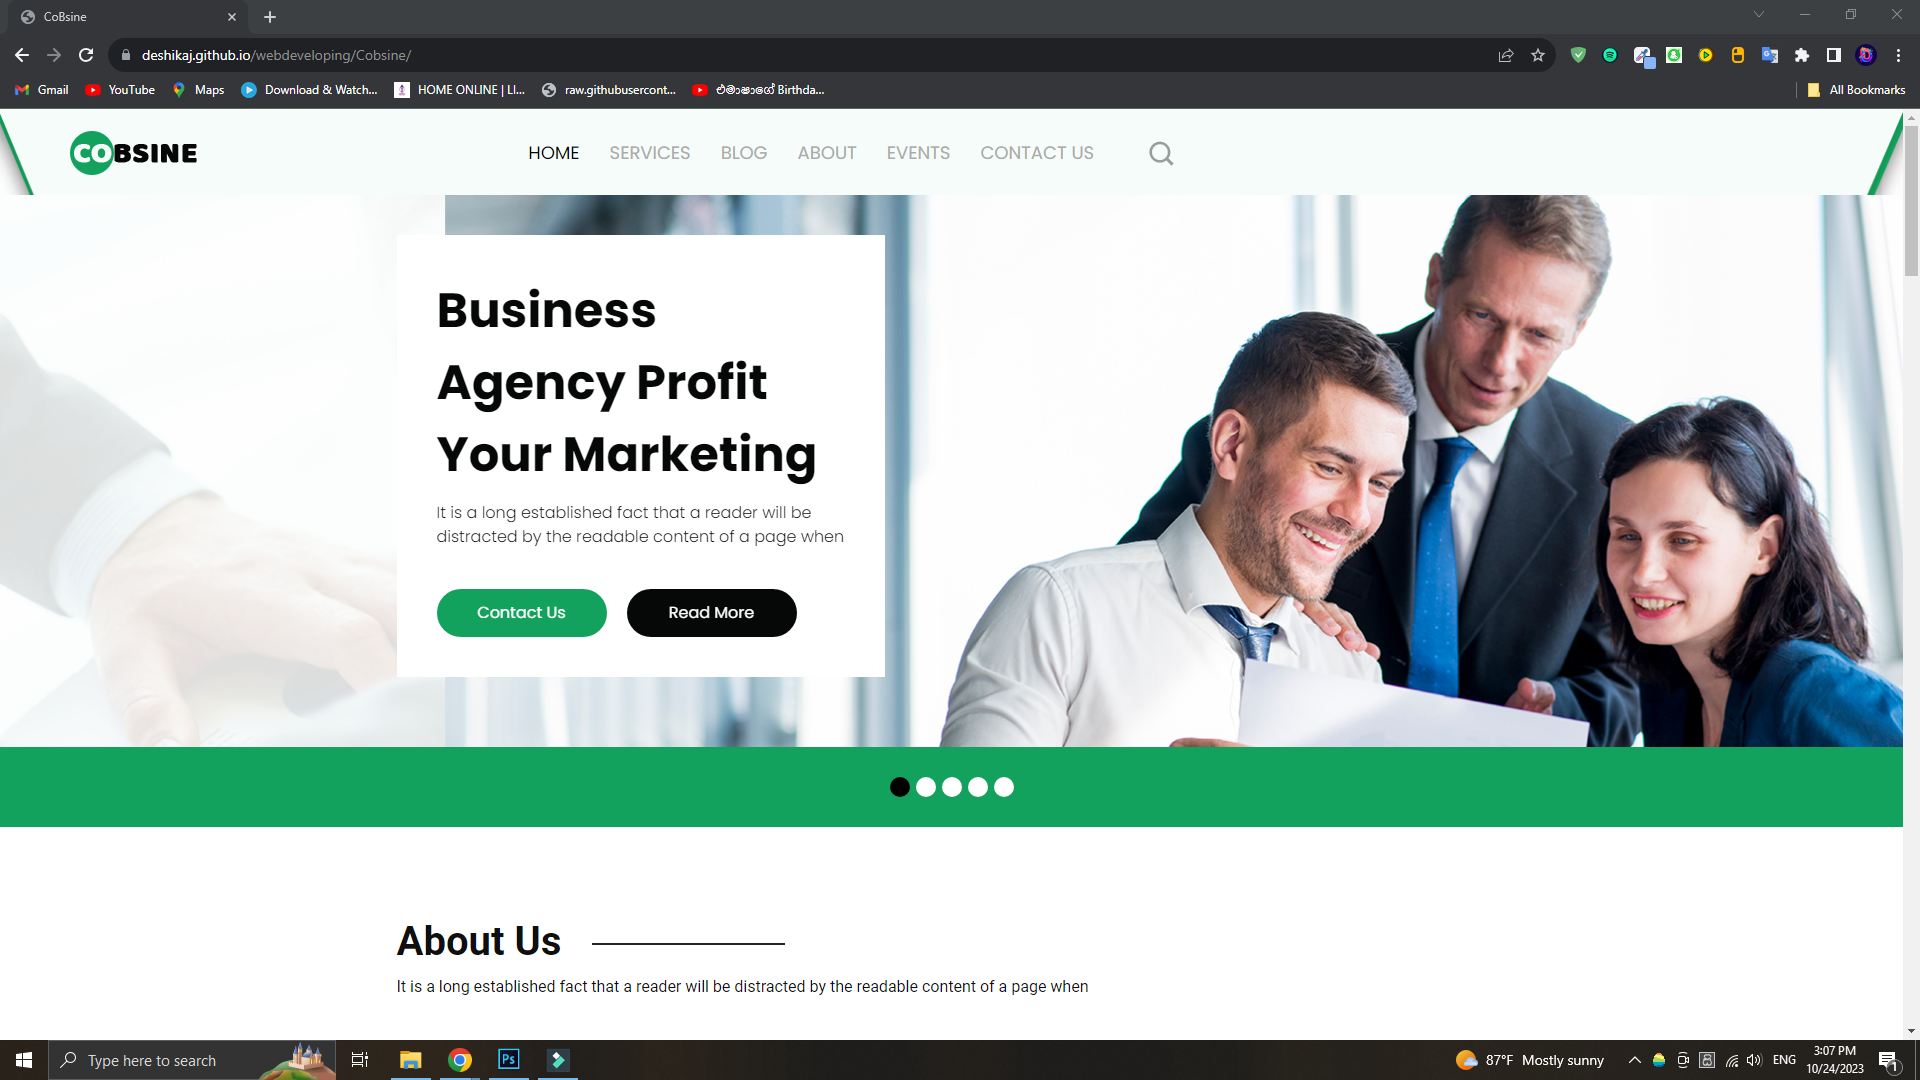 CoBsine
deshikaj.github.io/webdeveloping/Cobsine/
Gmail
YouTube
Maps
Download & Watch...
HOME ONLINE | LI...
raw.githubusercont...
එමාෂාගේ Birthda...
All Bookmarks
COBSINE
HOME
SERVICES
BLOG
ABOUT
EVENTS
CONTACT US
Business
Agency Profit
Your Marketing
It is a long established fact that a reader will be
distracted by the readable content of a page when
Contact Us
Read More
About Us
It is a long established fact that a reader will be distracted by the readable content of a page when
Type here to search
Ps
87°F Mostly sunny
ENG
3:07 PM
10/24/2023
1